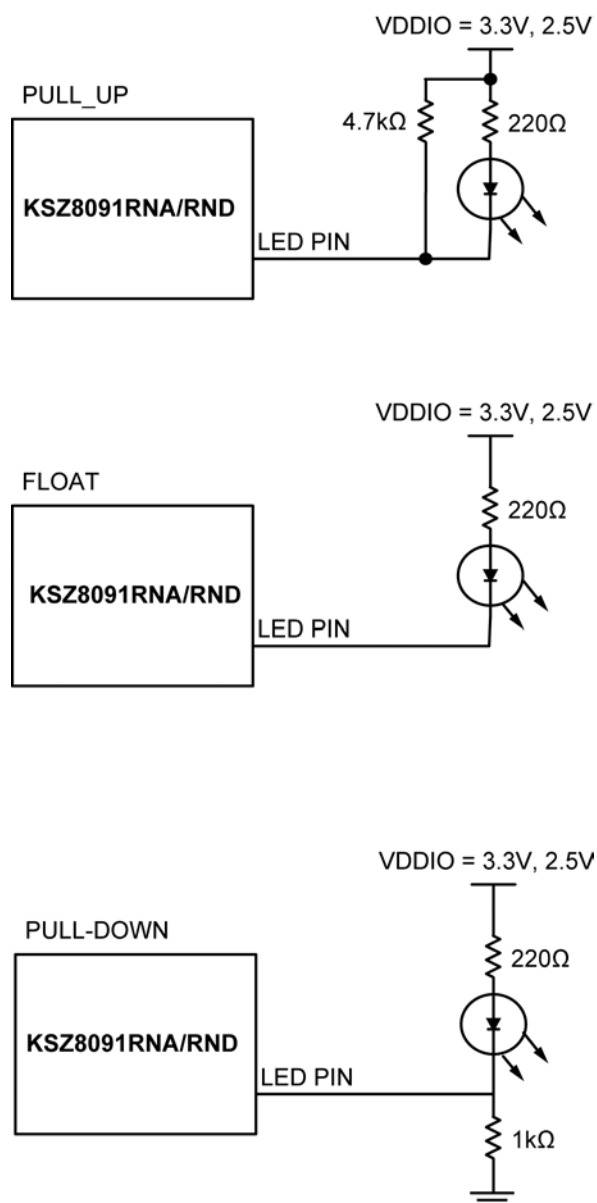 VDDIO = 3.3V, 2.5V
PULL_UP
4.7kΩ
220Ω
KSZ8091RNA/RND
LED PIN
VDDIO = 3.3V, 2.5V
FLOAT
220Ω
KSZ8091RNA/RND
LED PIN
VDDIO = 3.3V, 2.5V
PULL-DOWN
220Ω
KSZ8091RNA/RND
LED PIN
1kΩ